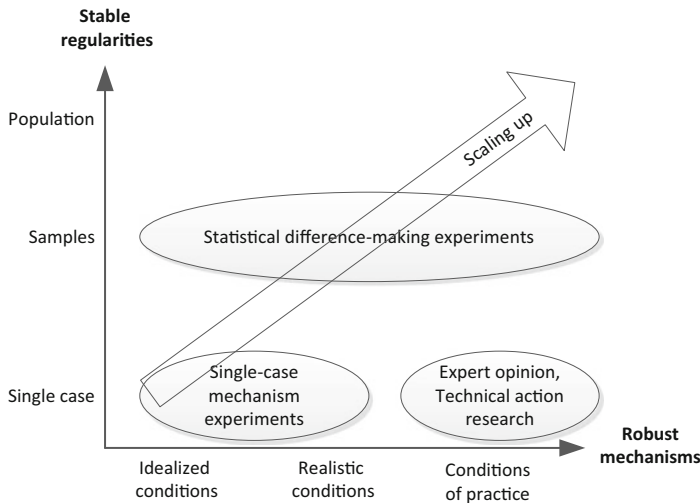 Stable
regularities
Population
Scaling up
Samples
Statistical difference-making experiments
Single case
Single-case
mechanism
experiments
Expert opinion,
Technical action
research
Robust
mechanisms
Idealized
conditions
Realistic
conditions
Conditions
of practice